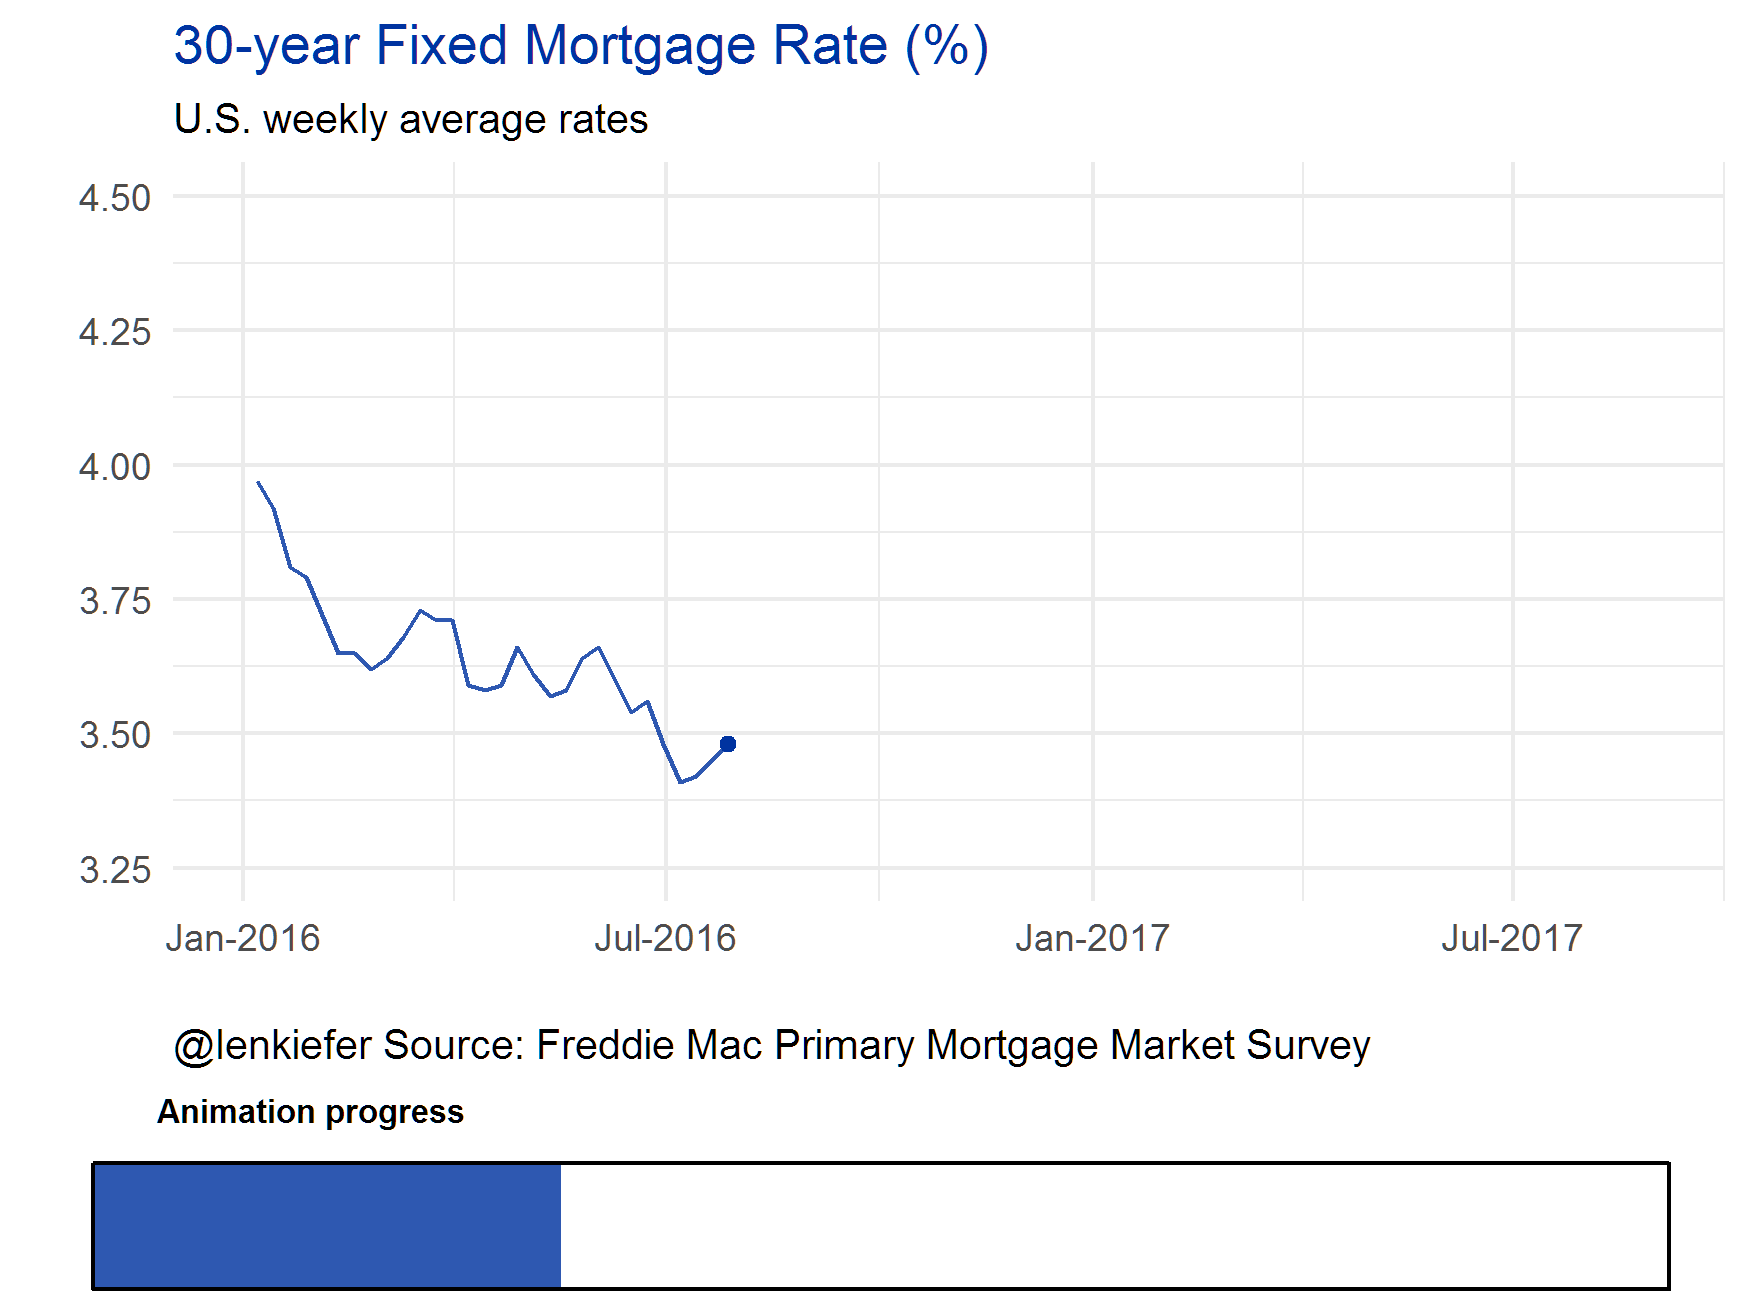 30-year Fixed Mortgage Rate (%)
U.S. weekly average rates
4.50
4.25
4.00
3.75
3.50
3.25
Jan-2016 Jul-2016 Jan-2017 Jul-2017
@lenkiefer Source: Freddie Mac Primary Mortgage Market Survey
Animation progress